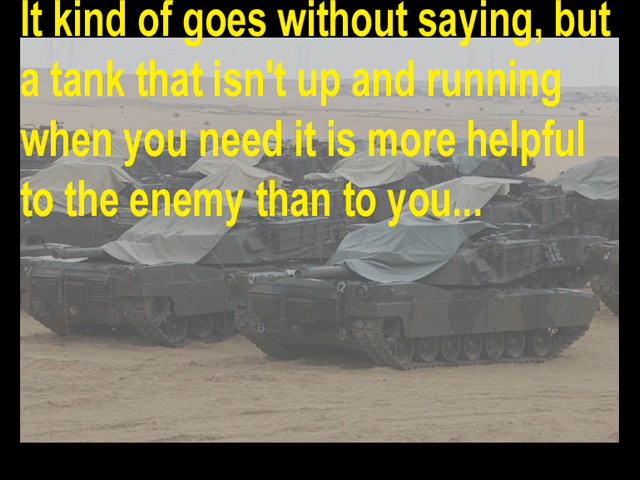 It kind of goes without saying, but
a tank that isn't up and running
when you need it is more helpful
to the enemy than to you...